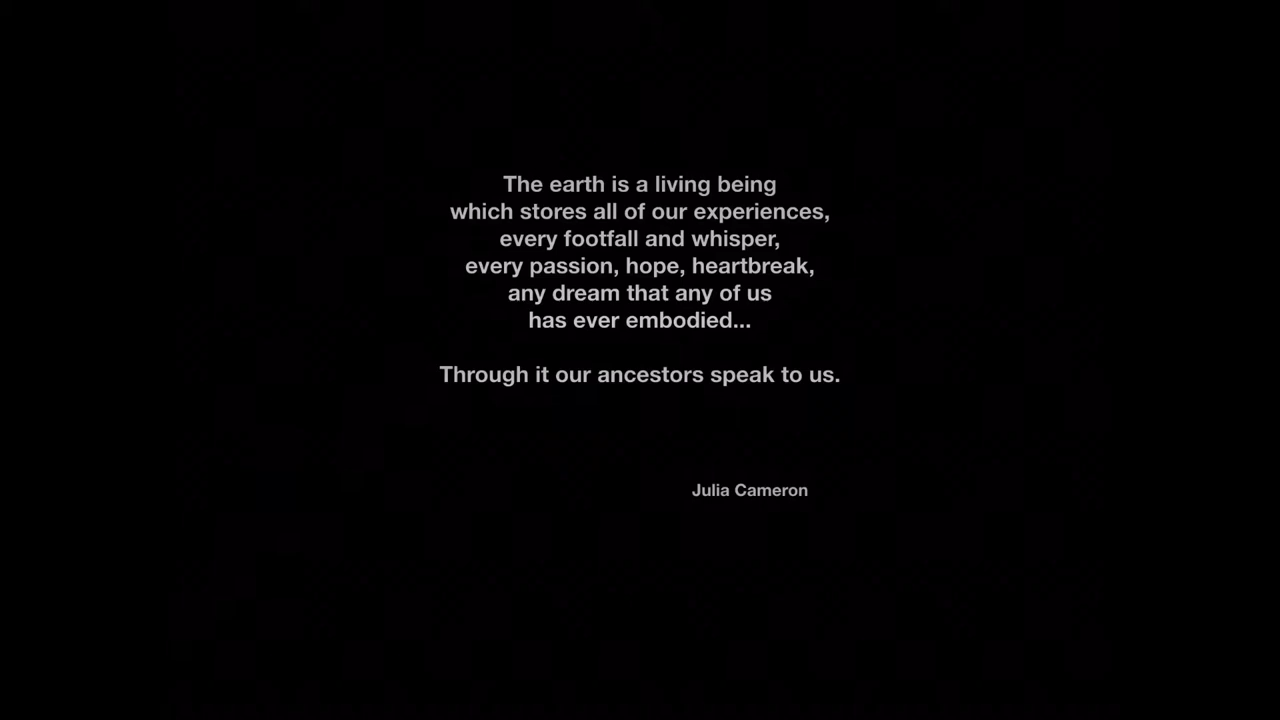 The earth is a living being
which stores all of our experiences,
every footfall and whisper,
every passion, hope, heartbreak,
any dream that any of us
has ever embodied...
Through it our ancestors speak to us.
Julia Cameron